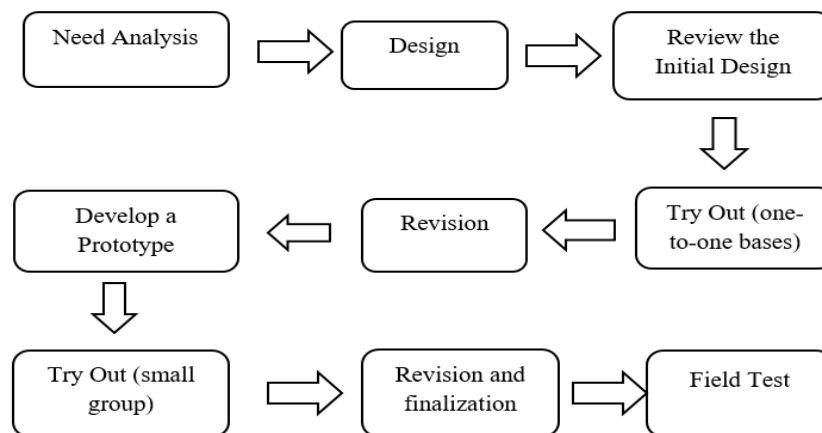 Need Analysis
Design
Review the
Initial Design
Try Out (one-
to-one bases)
Revision
Develop a
Prototype
Try Out (small
group)
Revision and
finalization
Field Test